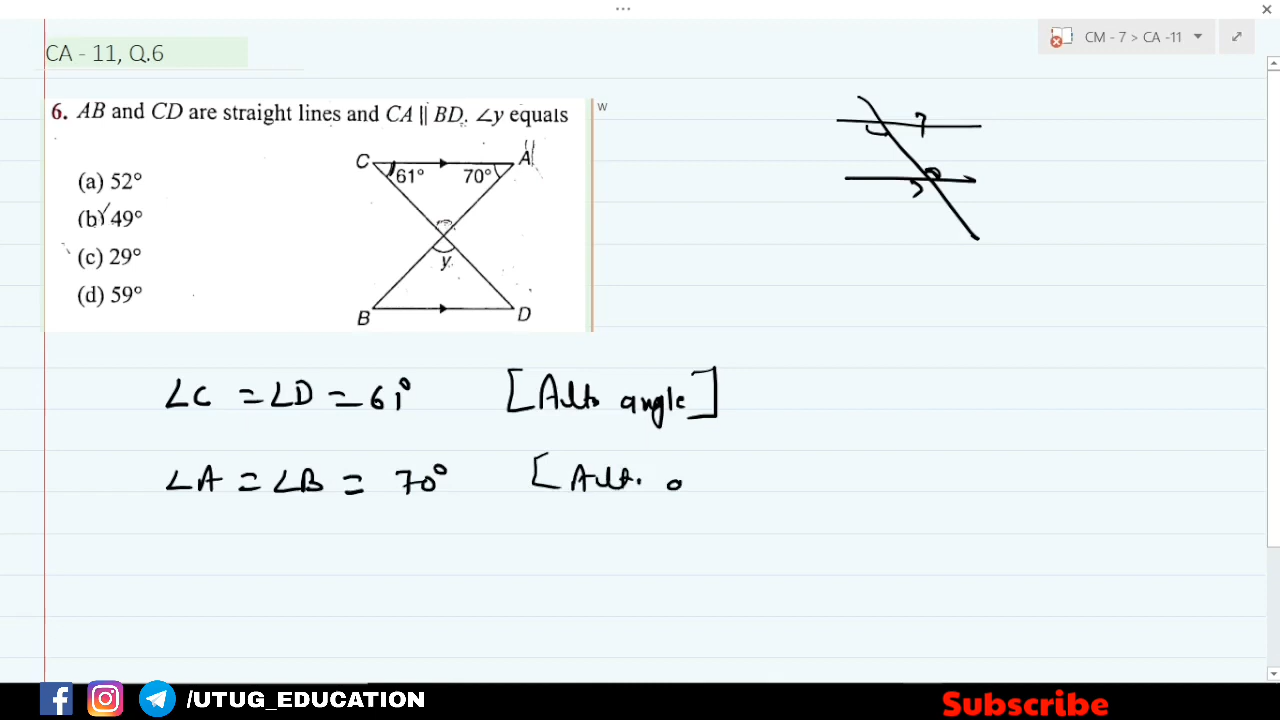 CM - 7 > CA -11
CA - 11, Q.6
6. AB and CD are straight lines and CA || BD. ∠y equals
W
(a) 52°
(b) 49°
(c) 29°
(d) 59°
C
A
61°
70°
y
B
D
∠C = ∠D = 61° [Alt. angle]
∠A = ∠B = 70° [Alt.
/UTUG_EDUCATION
Subscribe